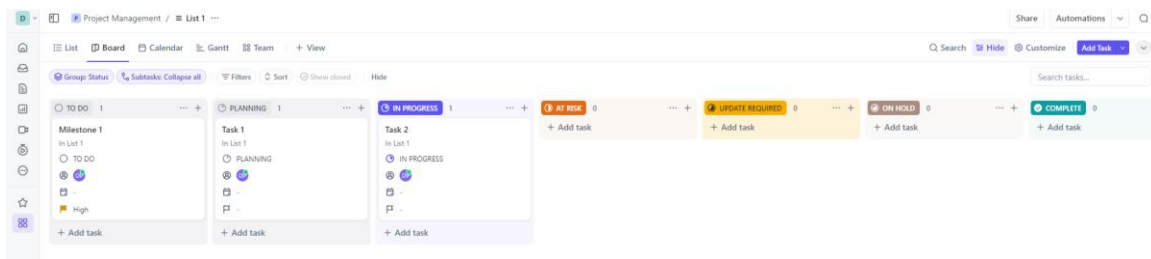 D P Project Management / List 1 ... Share Automations
List Board Calendar Gantt Team + View Search Hide Customize Add Task
Group: Status Subtasks: Collapse all Filters Sort Show closed Hide Search tasks...
TO DO 1 ... + PLANNING 1 ... + IN PROGRESS 1 ... + AT RISK 0 ... + UPDATE REQUIRED 0 ... + ON HOLD 0 ... + COMPLETE 0
Milestone 1 Task 1 Task 2 + Add task + Add task + Add task + Add task
In List 1 In List 1 In List 1
TO DO PLANNING IN PROGRESS
- - -
High - -
+ Add task + Add task + Add task